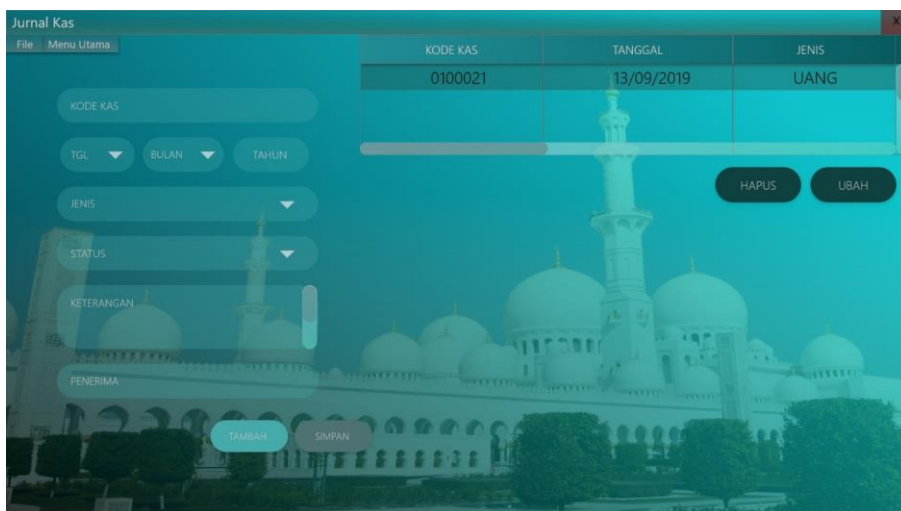 Jurnal Kas
X
File Menu Utama
KODE KAS TANGGAL JENIS
0100021 13/09/2019 UANG
KODE KAS
TGL BULAN TAHUN
JENIS
STATUS
KETERANGAN
PENERIMA
TAMBAH SIMPAN
HAPUS UBAH